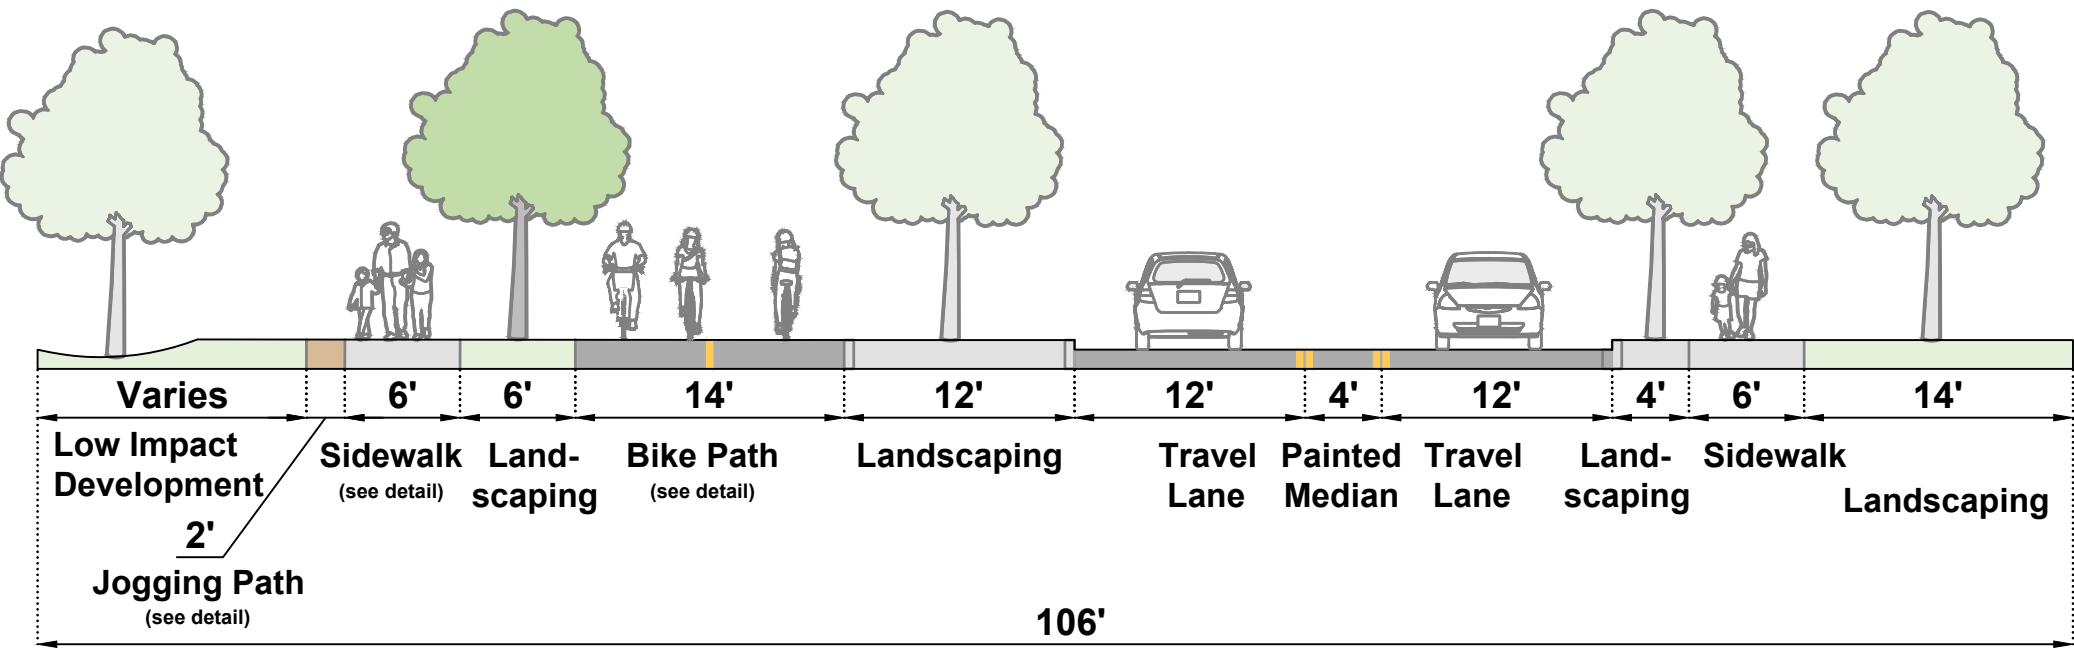 Varies 6' 6' 14' 12' 12' 4' 12' 4' 6' 14'
Low Impact
Development
2'
Jogging Path
(see detail)
Sidewalk
(see detail)
Land-
scaping
Bike Path
(see detail)
Landscaping
Travel
Lane
Painted
Median
Travel
Lane
Land-
scaping
Sidewalk
Landscaping
106'